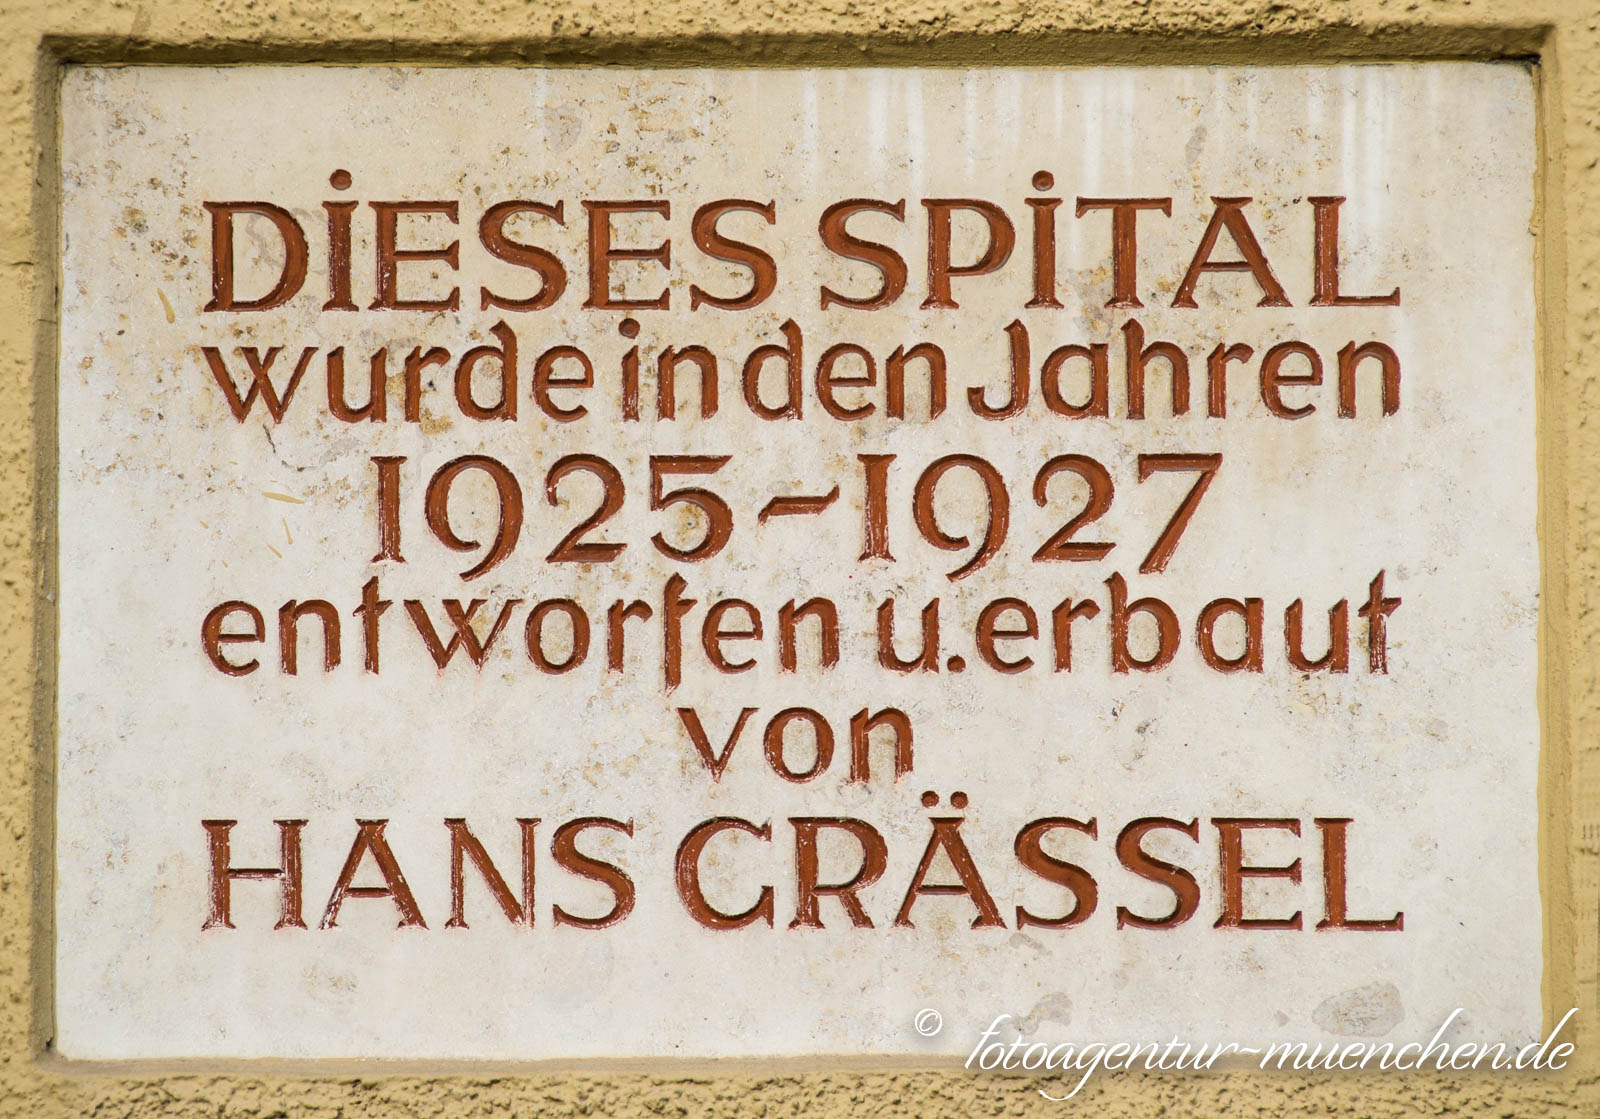 DiESES SPiTAL
wurde in den Jahren
1925~1927
entworfen u. erbaut
von
HANS GRÄSSEL
© fotoagentur-muenchen.de